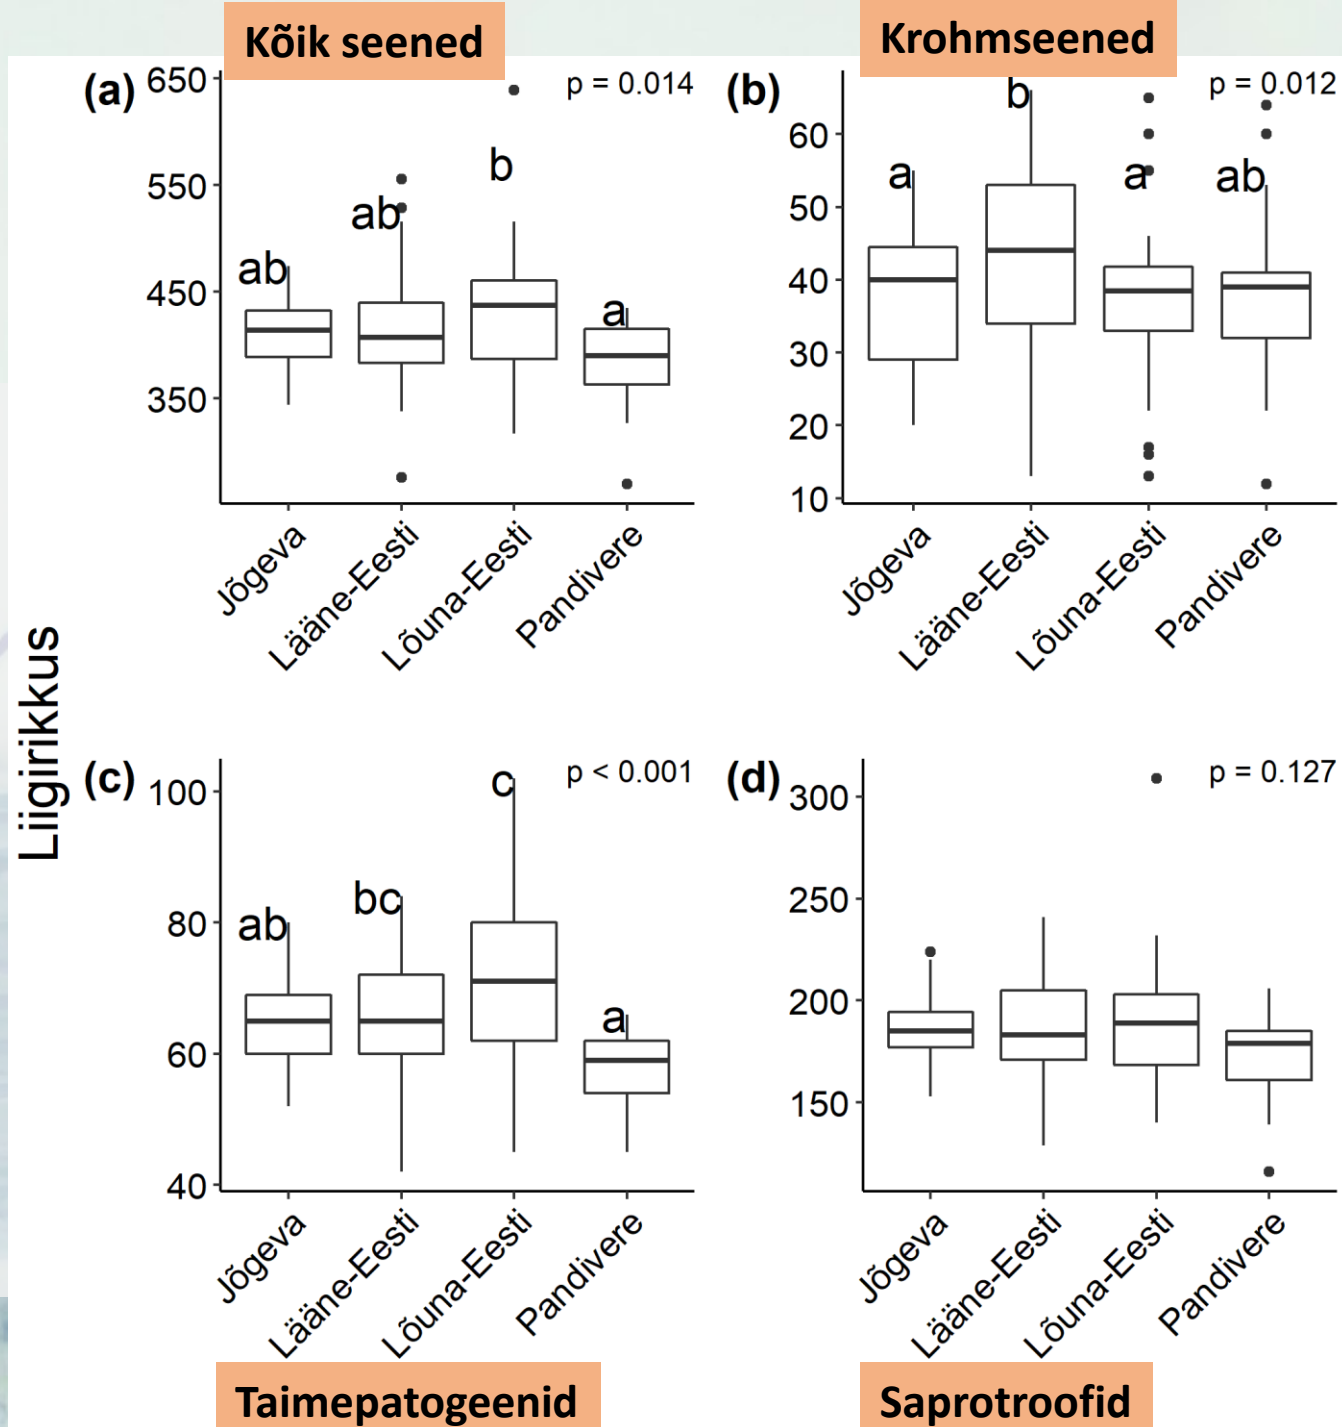 Kõik seened
Krohmseened
(a)
p = 0.014
650
550
450
350
ab
ab
b
a
Jõgeva
Lääne-Eesti
Lõuna-Eesti
Pandivere
(b)
p = 0.012
60
50
40
30
20
10
a
b
a
ab
Jõgeva
Lääne-Eesti
Lõuna-Eesti
Pandivere
Liigirikkus
(c)
p < 0.001
100
80
60
40
ab
bc
c
a
Jõgeva
Lääne-Eesti
Lõuna-Eesti
Pandivere
(d)
p = 0.127
300
250
200
150
Jõgeva
Lääne-Eesti
Lõuna-Eesti
Pandivere
Taimepatogeenid
Saprotroofid